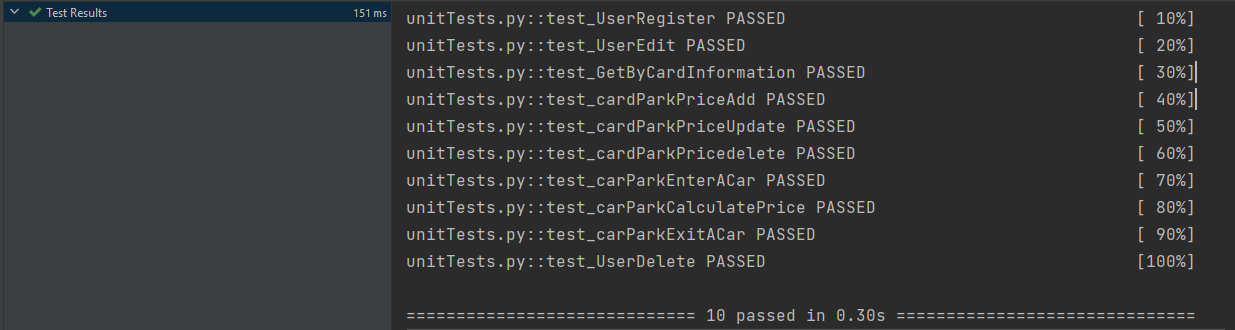 Test Results 151 ms
unitTests.py::test_UserRegister PASSED [ 10%]
unitTests.py::test_UserEdit PASSED [ 20%]
unitTests.py::test_GetByCardInformation PASSED [ 30%]
unitTests.py::test_cardParkPriceAdd PASSED [ 40%]
unitTests.py::test_cardParkPriceUpdate PASSED [ 50%]
unitTests.py::test_cardParkPricedelete PASSED [ 60%]
unitTests.py::test_carParkEnterACar PASSED [ 70%]
unitTests.py::test_carParkCalculatePrice PASSED [ 80%]
unitTests.py::test_carParkExitACar PASSED [ 90%]
unitTests.py::test_UserDelete PASSED [100%]
============================= 10 passed in 0.30s ==============================